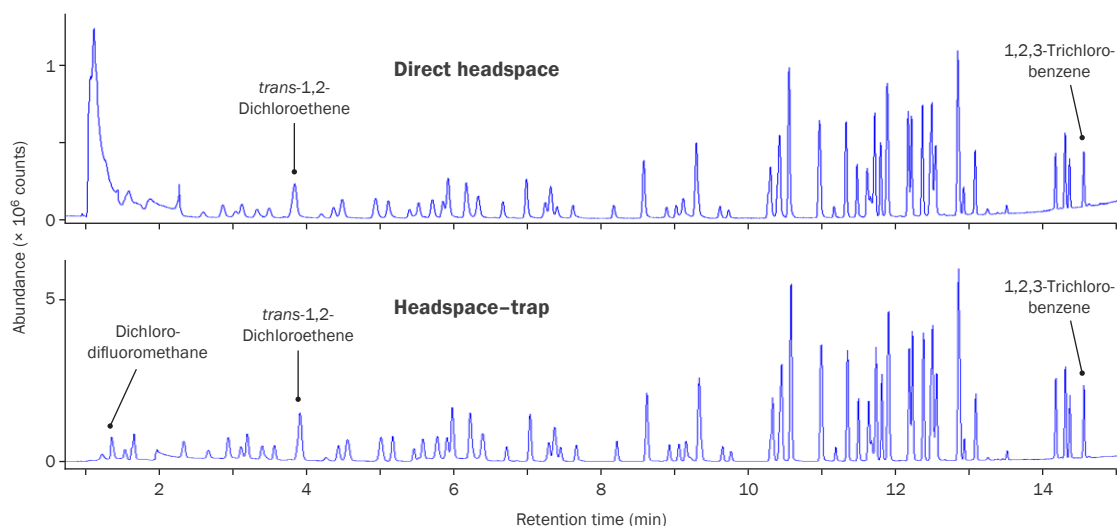 1,2,3-Trichloro-
benzene
Direct headspace
trans-1,2-
Dichloroethene
1
0
Abundance (× 10⁶ counts)
1,2,3-Trichloro-
benzene
Headspace–trap
trans-1,2-
Dichloroethene
Dichloro-
difluoromethane
5
0
2 4 6 8 10 12 14
Retention time (min)